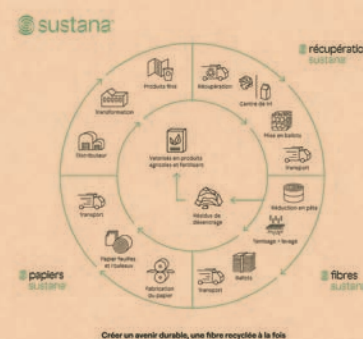 sustana
récupération
sustana
Produits finis
Récupération
Centre de tri
Transformation
Mise en ballots
Distributeur
Transport
Valorisés en produits
agricoles et fertilisants
Transport
Résidus de
désencrage
Réduction en pâte
Tamisage + lavage
Papier feuilles
et rouleaux
Fabrication
du papier
Transport
Ballots
papiers
sustana
fibres
sustana
Créer un avenir durable, une fibre recyclée à la fois